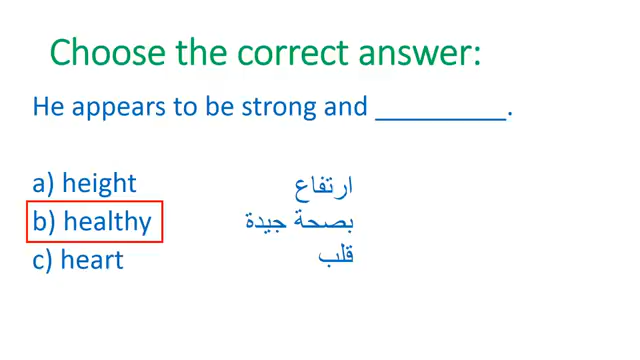 Choose the correct answer:
He appears to be strong and _________.
a) height ارتفاع
b) healthy بصحة جيدة
c) heart قلب